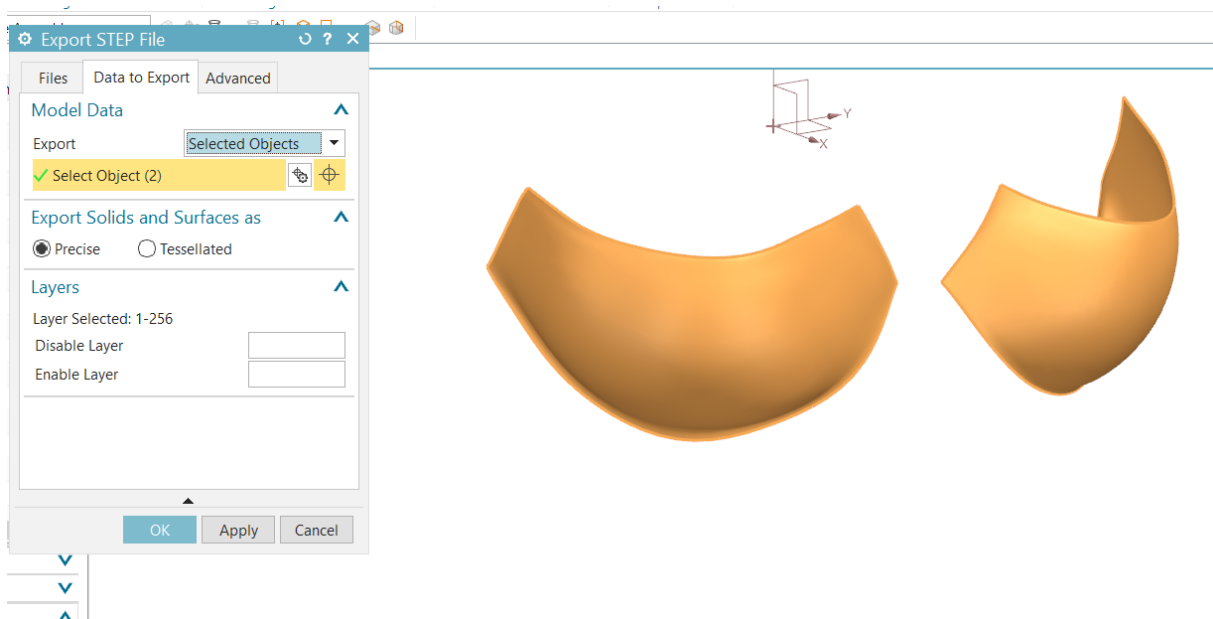 Export STEP File
Files Data to Export Advanced
Model Data
Export Selected Objects
Select Object (2)
Export Solids and Surfaces as
Precise Tessellated
Layers
Layer Selected: 1-256
Disable Layer
Enable Layer
OK Apply Cancel
Y
X